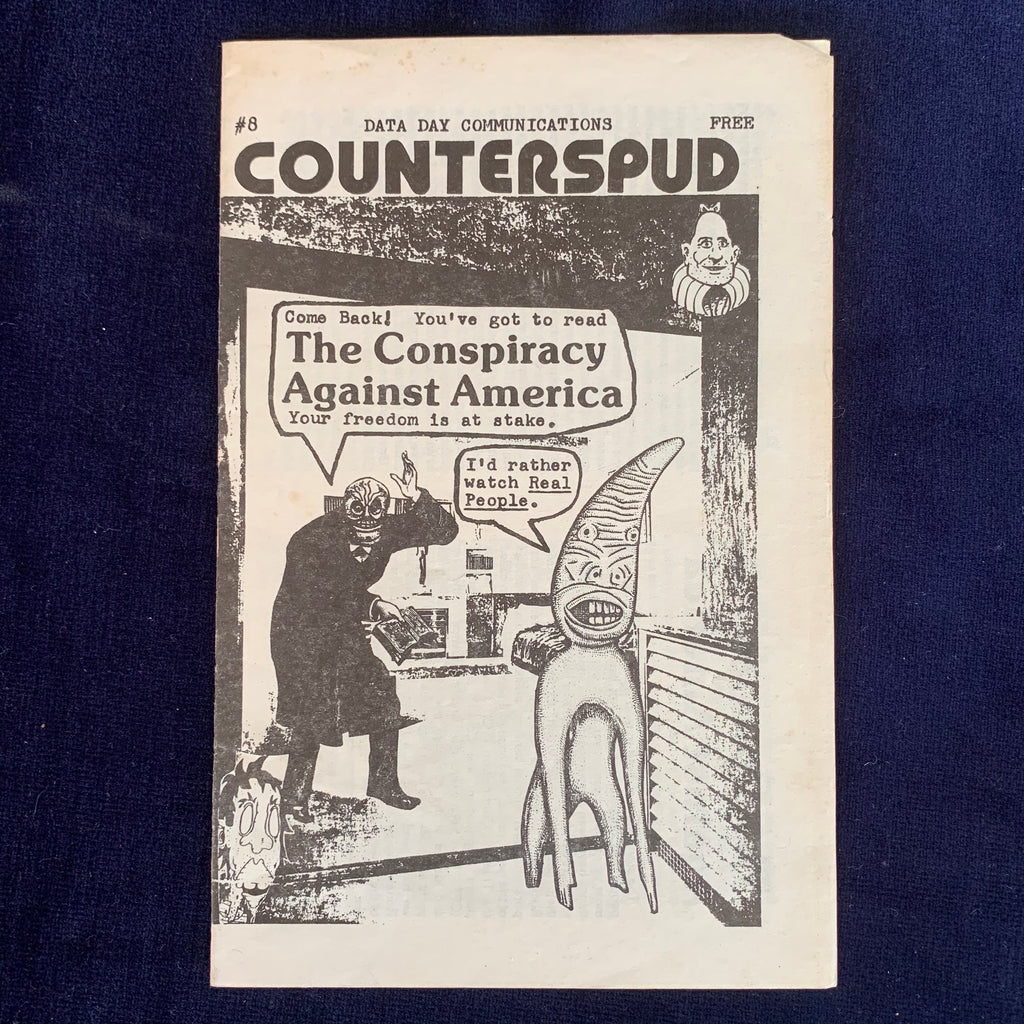 #8 DATA DAY COMMUNICATIONS FREE
COUNTERSPUD
Come Back! You've got to read
The Conspiracy
Against America
Your freedom is at stake.
I'd rather
watch Real
People.